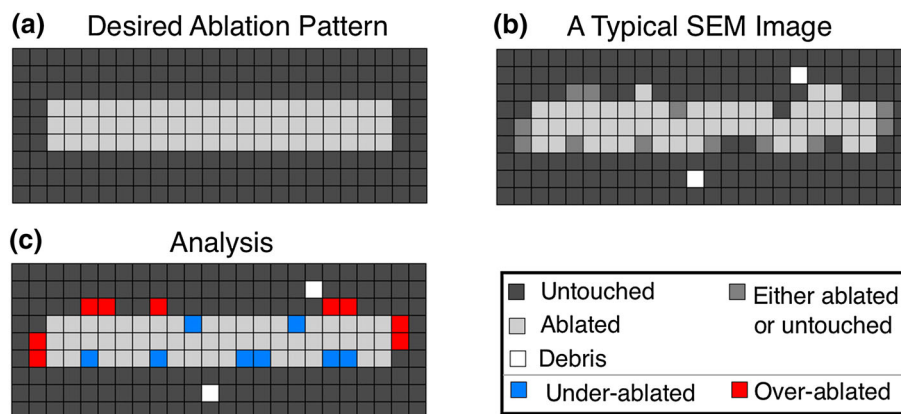 (a) Desired Ablation Pattern
(b) A Typical SEM Image
(c) Analysis
Untouched
Ablated
Debris
Either ablated
or untouched
Under-ablated
Over-ablated